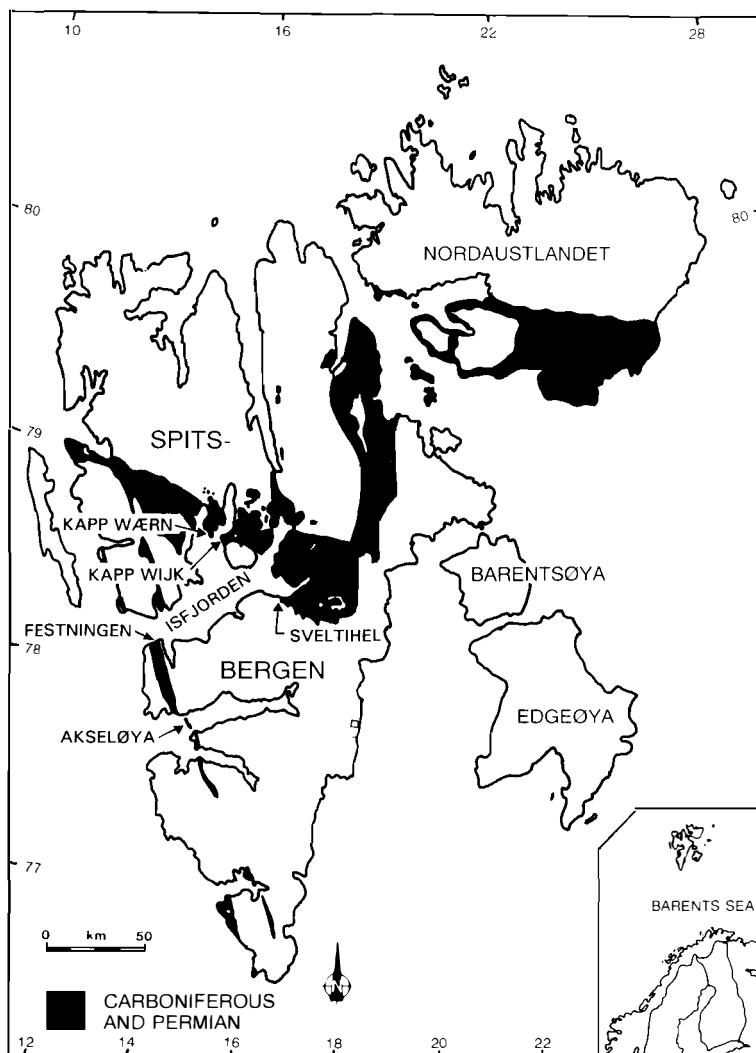 10 16 22 28
80 80
NORDAUSTLANDET
79
SPITS-
KAPP WÆRN
KAPP WIJK
BARENTSØYA
ISFJORDEN
FESTNINGEN
SVELTIHEL
78
BERGEN
EDGEØYA
AKSELØYA
77
BARENTS SEA
0 km 50
N
CARBONIFEROUS
AND PERMIAN
12 14 16 18 20 22